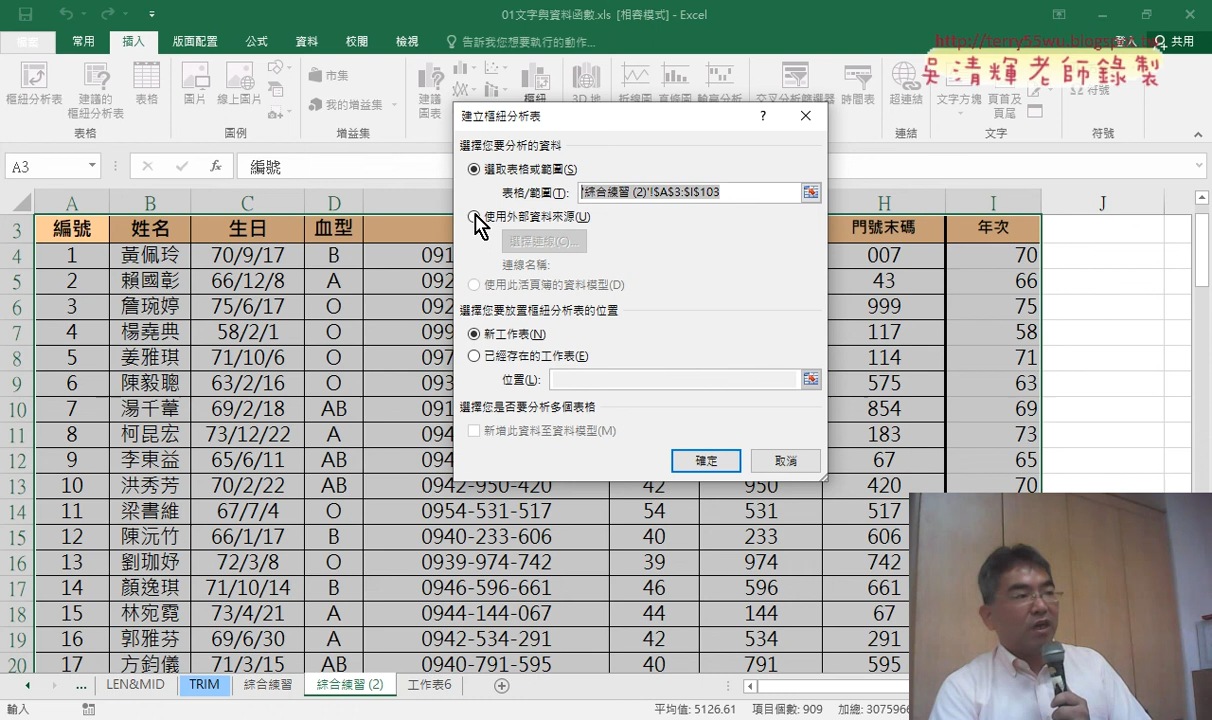 01文字與資料函數.xls [相容模式] - Excel
檔案 常用 插入 版面配置 公式 資料 校閱 檢視 告訴我您想要執行的動作... 登入 共用
http://terry55wu.blogspot.tw
吳清輝老師錄製
樞紐分析表 建議的樞紐分析表 表格 圖片 線上圖片 市集 我的增益集 建議圖表 折線圖 直條圖 輸贏分析 交叉分析篩選器 時間表 超連結 文字方塊 頁首及頁尾 符號
表格 圖例 增益集 連結 文字 符號
A3 編號
建立樞紐分析表
選擇您要分析的資料
選取表格或範圍(S)
表格/範圍(T): '綜合練習 (2)'!$A$3:$I$103
使用外部資料來源(U)
選擇連線(C)...
連線名稱:
使用此活頁簿的資料模型(D)
選擇您要放置樞紐分析表的位置
新工作表(N)
已經存在的工作表(E)
位置(L):
選擇您是否要分析多個表格
新增此資料至資料模型(M)
確定 取消
A B C D H I J
3 編號 姓名 生日 血型 門號末碼 年次
4 1 黃佩玲 70/9/17 B 091 007 70
5 2 賴國彰 66/12/8 A 092 43 66
6 3 詹琬婷 75/6/17 O 093 999 75
7 4 楊堯典 58/2/1 O 099 117 58
8 5 姜雅琪 71/10/6 O 097 114 71
9 6 陳毅聰 63/2/16 O 093 575 63
10 7 湯千葦 69/2/18 AB 091 854 69
11 8 柯昆宏 73/12/22 A 094 183 73
12 9 李東益 65/6/11 AB 094 67 65
13 10 洪秀芳 70/2/22 AB 0942-950-420 42 950 420 70
14 11 梁書維 67/7/4 O 0954-531-517 54 531 517
15 12 陳沅竹 66/1/17 B 0940-233-606 40 233 606
16 13 劉珈妤 72/3/8 O 0939-974-742 39 974 742
17 14 顏逸琪 71/10/14 B 0946-596-661 46 596 661
18 15 林宛霓 73/4/21 A 0944-144-067 44 144 67
19 16 郭雅芬 69/6/30 A 0942-534-291 42 534 291
20 17 方鈞儀 71/3/15 AB 0940-791-595 40 791 595
... LEN&MID TRIM 綜合練習 綜合練習 (2) 工作表6
輸入 平均值: 5126.61 項目個數: 909 加總: 3075966